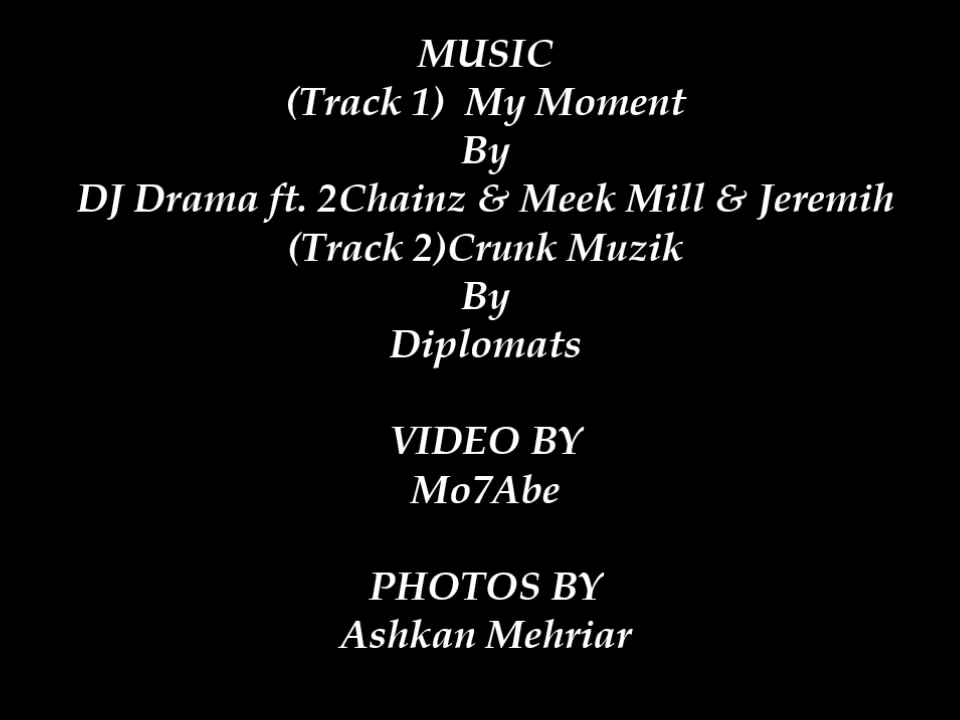 MUSIC
(Track 1) My Moment
By
DJ Drama ft. 2Chainz & Meek Mill & Jeremih
(Track 2)Crunk Muzik
By
Diplomats
VIDEO BY
Mo7Abe
PHOTOS BY
Ashkan Mehriar